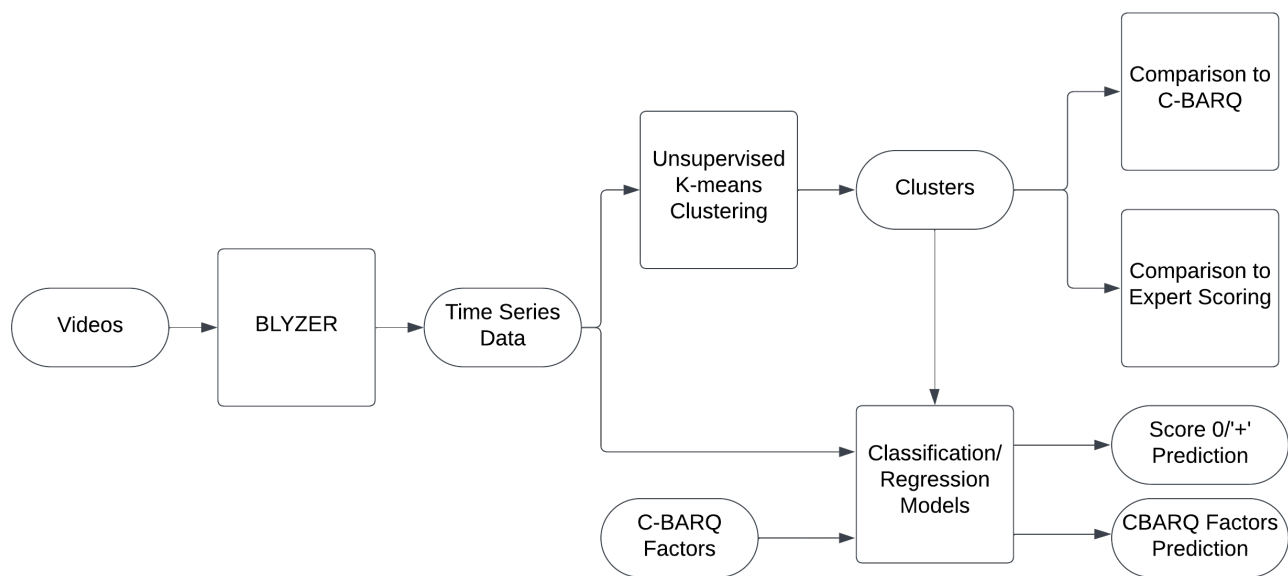 Videos
BLYZER
Time Series
Data
Unsupervised
K-means
Clustering
Clusters
Comparison to
C-BARQ
Comparison to
Expert Scoring
C-BARQ
Factors
Classification/
Regression
Models
Score 0/'+'
Prediction
CBARQ Factors
Prediction